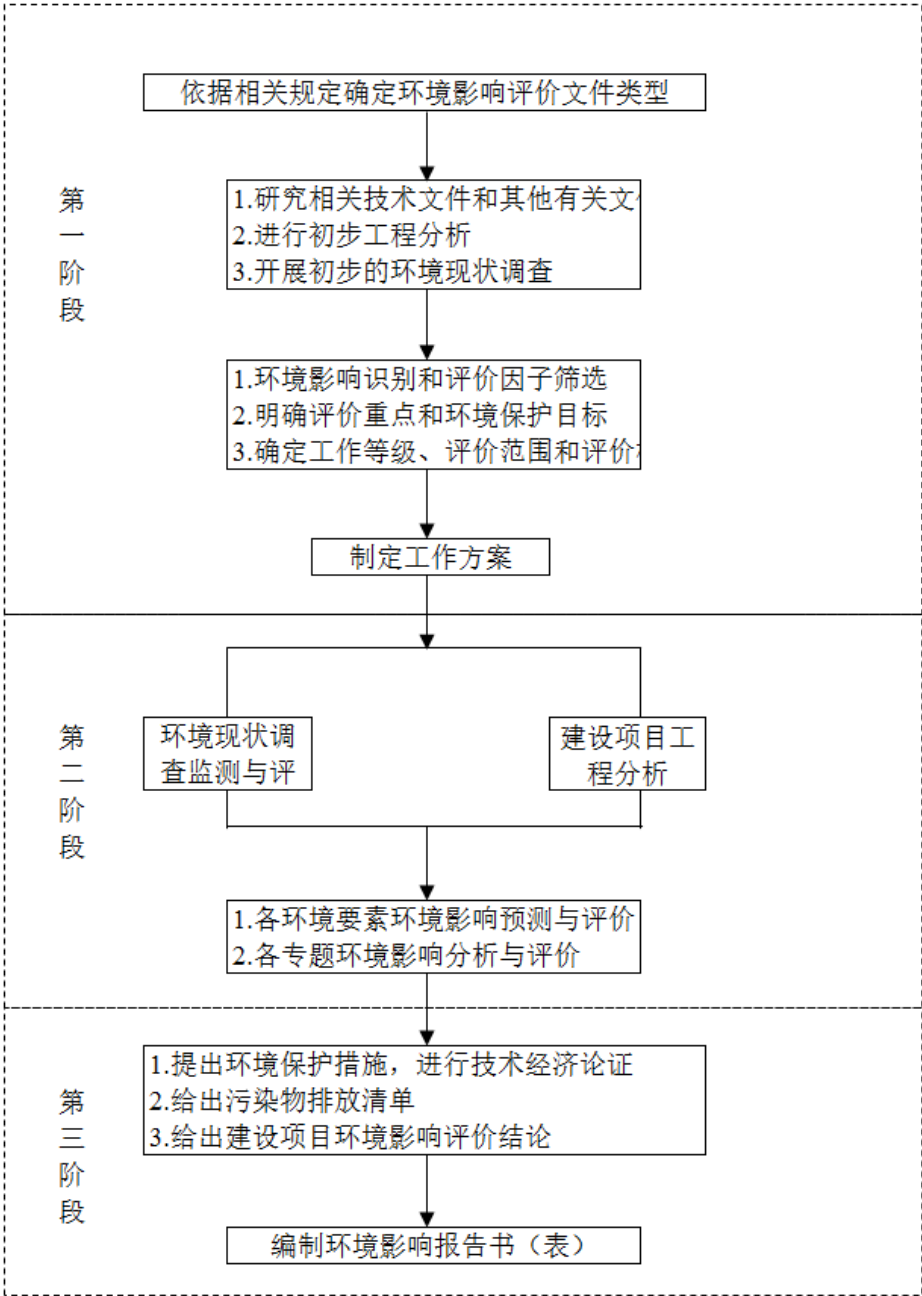 依据相关规定确定环境影响评价文件类型
第一阶段
1.研究相关技术文件和其他有关文
2.进行初步工程分析
3.开展初步的环境现状调查
1.环境影响识别和评价因子筛选
2.明确评价重点和环境保护目标
3.确定工作等级、评价范围和评价
制定工作方案
第二阶段
环境现状调
查监测与评
建设项目工
程分析
1.各环境要素环境影响预测与评价
2.各专题环境影响分析与评价
第三阶段
1.提出环境保护措施，进行技术经济论证
2.给出污染物排放清单
3.给出建设项目环境影响评价结论
编制环境影响报告书（表）